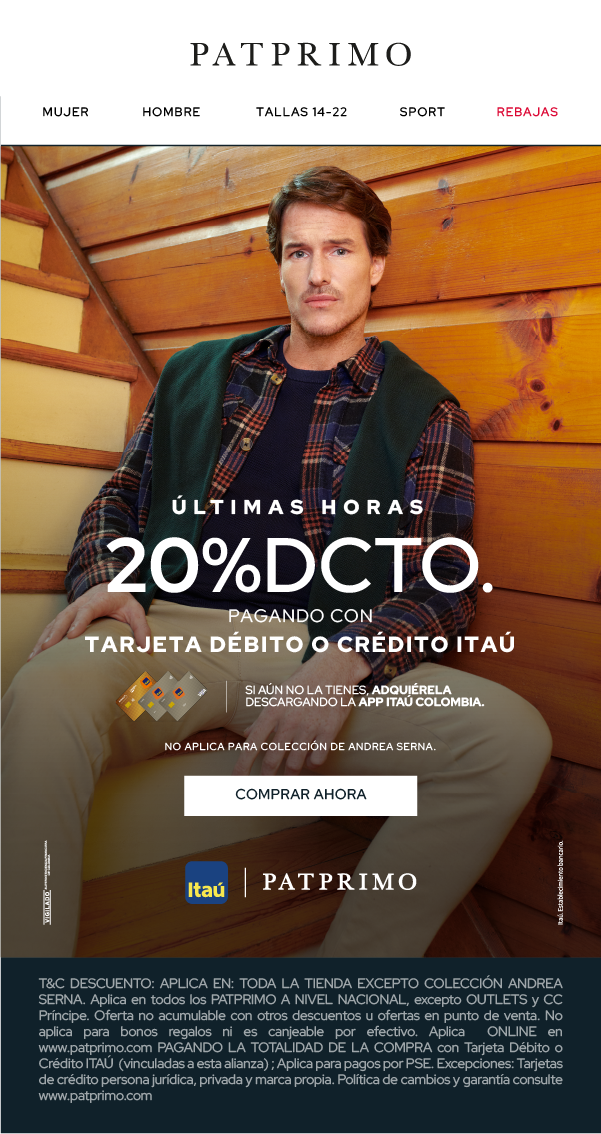 PATPRIMO
MUJER HOMBRE TALLAS 14-22 SPORT REBAJAS
ÚLTIMAS HORAS
20%DCTO.
PAGANDO CON
TARJETA DÉBITO O CRÉDITO ITAÚ
SI AÚN NO LA TIENES, ADQUIÉRELA
DESCARGANDO LA APP ITAÚ COLOMBIA.
NO APLICA PARA COLECCIÓN DE ANDREA SERNA.
COMPRAR AHORA
Itaú PATPRIMO
VIGILADO
Itaú. Establecimiento bancario.
T&C DESCUENTO: APLICA EN: TODA LA TIENDA EXCEPTO COLECCIÓN ANDREA
SERNA. Aplica en todos los PATPRIMO A NIVEL NACIONAL, excepto OUTLETS y CC
Príncipe. Oferta no acumulable con otros descuentos u ofertas en punto de venta. No
aplica para bonos regalos ni es canjeable por efectivo. Aplica ONLINE en
www.patprimo.com PAGANDO LA TOTALIDAD DE LA COMPRA con Tarjeta Débito o
Crédito ITAÚ (vinculadas a esta alianza) ; Aplica para pagos por PSE. Excepciones: Tarjetas
de crédito persona jurídica, privada y marca propia. Política de cambios y garantía consulte
www.patprimo.com